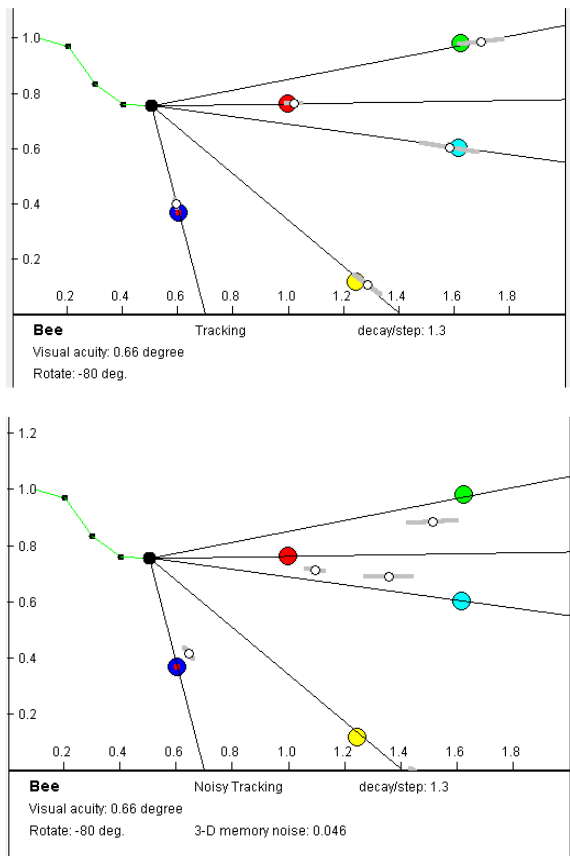 1.0
0.8
0.6
0.4
0.2
0.2 0.4 0.6 0.8 1.0 1.2 1.4 1.6 1.8
Bee Tracking decay/step: 1.3
Visual acuity: 0.66 degree
Rotate: -80 deg.
1.2
1.0
0.8
0.6
0.4
0.2
0.2 0.4 0.6 0.8 1.0 1.2 1.4 1.6 1.8
Bee Noisy Tracking decay/step: 1.3
Visual acuity: 0.66 degree
Rotate: -80 deg. 3-D memory noise: 0.046